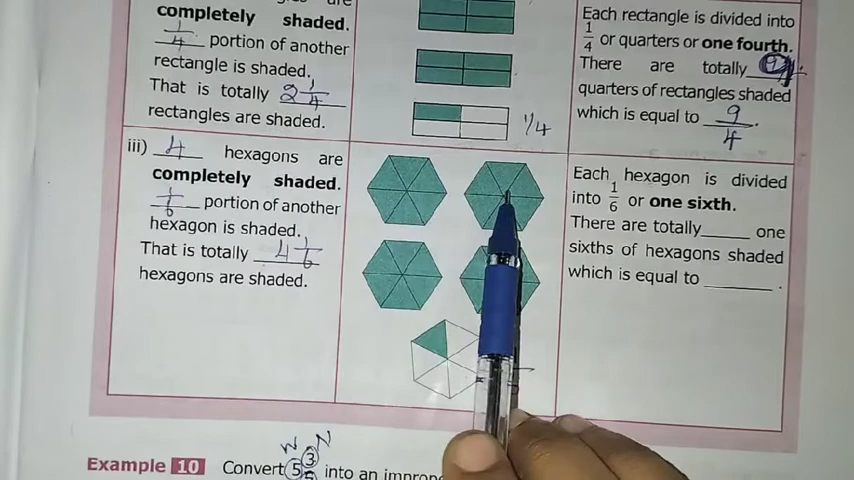 completely shaded.
1/4 portion of another
rectangle is shaded.
That is totally 2 1/4
rectangles are shaded.
1/4
Each rectangle is divided into
1/4 or quarters or one fourth.
There are totally 9
quarters of rectangles shaded
which is equal to 9/4.
iii) 4 hexagons are
completely shaded.
1/6 portion of another
hexagon is shaded.
That is totally 4 1/6
hexagons are shaded.
Each hexagon is divided
into 1/6 or one sixth.
There are totally____ one
sixths of hexagons shaded
which is equal to ________ .
W N
Example 10 Convert 5 3/5 into an